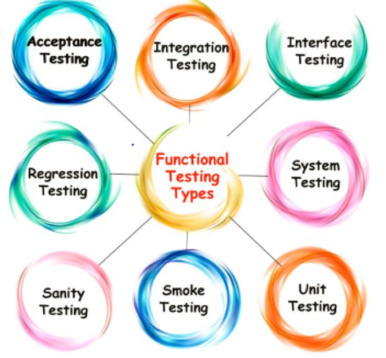 Acceptance
Testing
Integration
Testing
Interface
Testing
Regression
Testing
Functional
Testing
Types
System
Testing
Sanity
Testing
Smoke
Testing
Unit
Testing